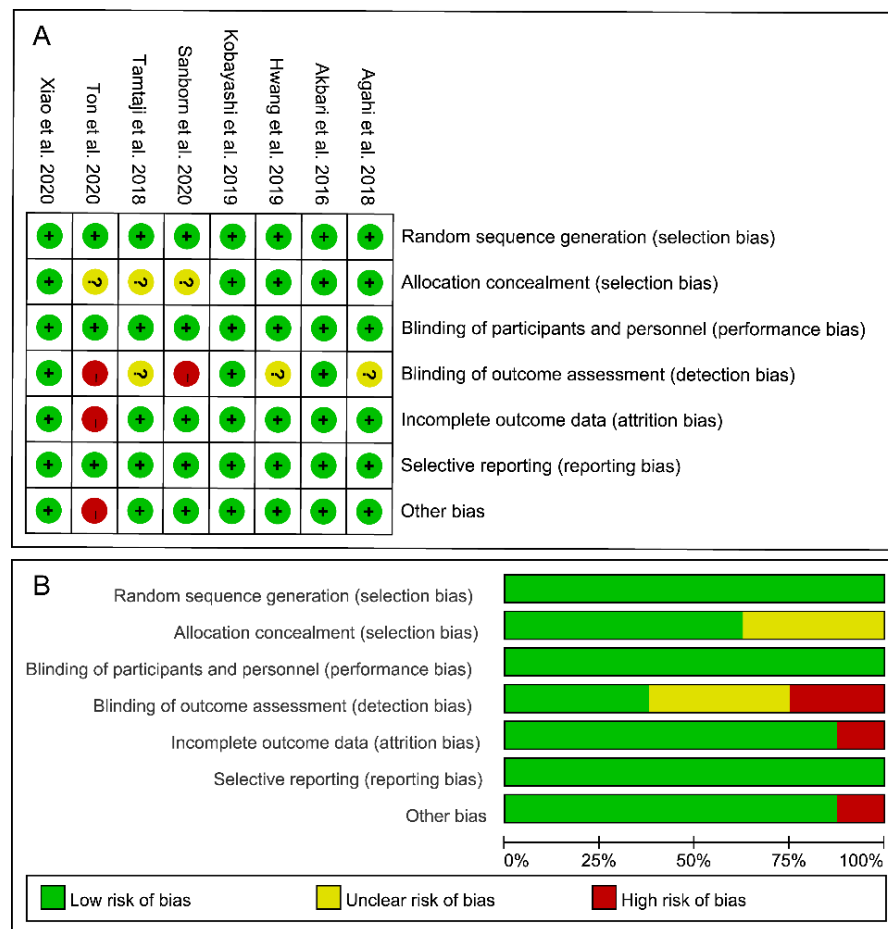 A
Xiao et al. 2020
Ton et al. 2020
Tamtaji et al. 2018
Sanborn et al. 2020
Kobayashi et al. 2019
Hwang et al. 2019
Akbari et al. 2016
Agahi et al. 2018
+ + + + + + + + Random sequence generation (selection bias)
+ ? ? ? + + + + Allocation concealment (selection bias)
+ + + + + + + + Blinding of participants and personnel (performance bias)
+ - ? - + ? + ? Blinding of outcome assessment (detection bias)
+ - + + + + + + Incomplete outcome data (attrition bias)
+ + + + + + + + Selective reporting (reporting bias)
+ - + + + + + + Other bias
B
Random sequence generation (selection bias)
Allocation concealment (selection bias)
Blinding of participants and personnel (performance bias)
Blinding of outcome assessment (detection bias)
Incomplete outcome data (attrition bias)
Selective reporting (reporting bias)
Other bias
0% 25% 50% 75% 100%
Low risk of bias Unclear risk of bias High risk of bias